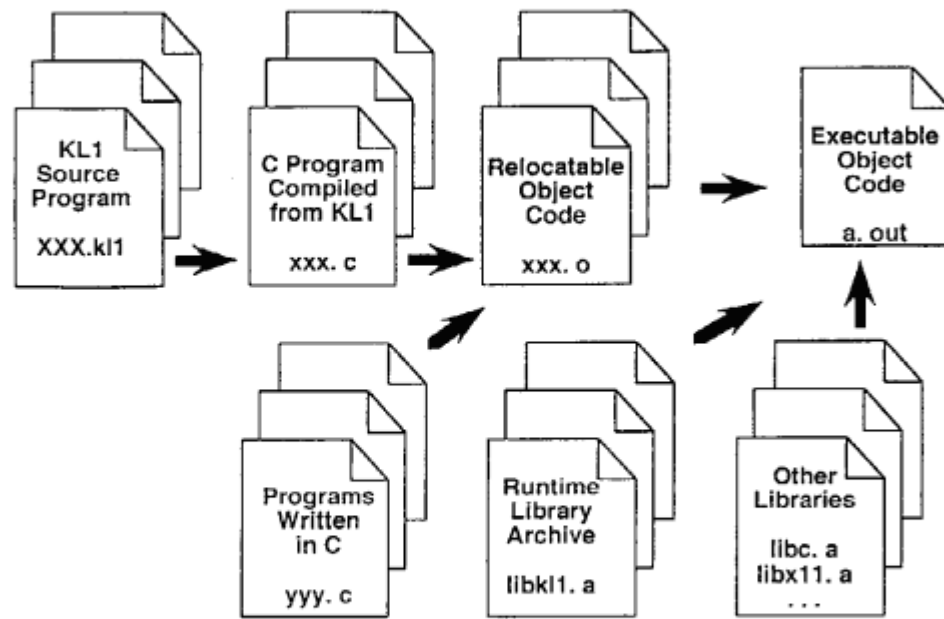 KL1
Source
Program
XXX.kl1
C Program
Compiled
from KL1
xxx. c
Relocatable
Object
Code
xxx. o
Executable
Object
Code
a. out
Programs
Written
in C
yyy. c
Runtime
Library
Archive
libkl1. a
Other
Libraries
libc. a
libx11. a
. . .